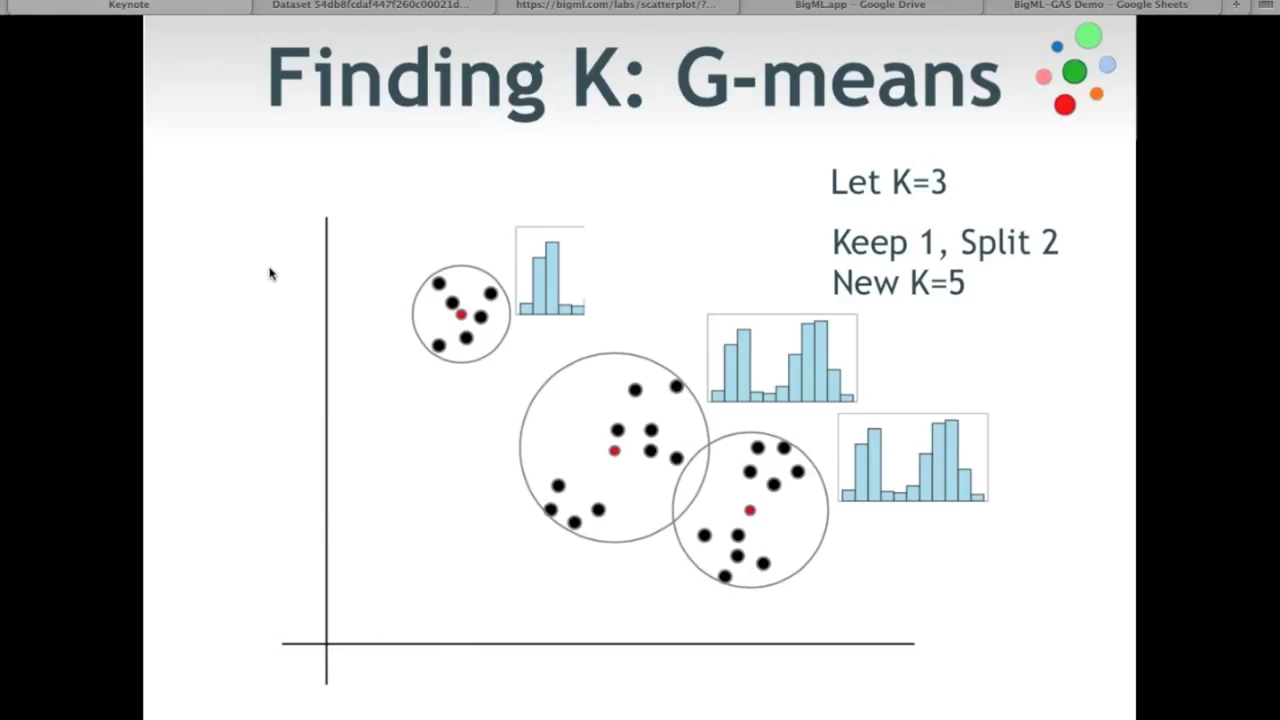 Keynote
Dataset 54db8fcdaf447f260c00021d...
https://bigml.com/labs/scatterplot/?...
BigML.app – Google Drive
BigML-GAS Demo – Google Sheets
Finding K: G-means
Let K=3
Keep 1, Split 2
New K=5